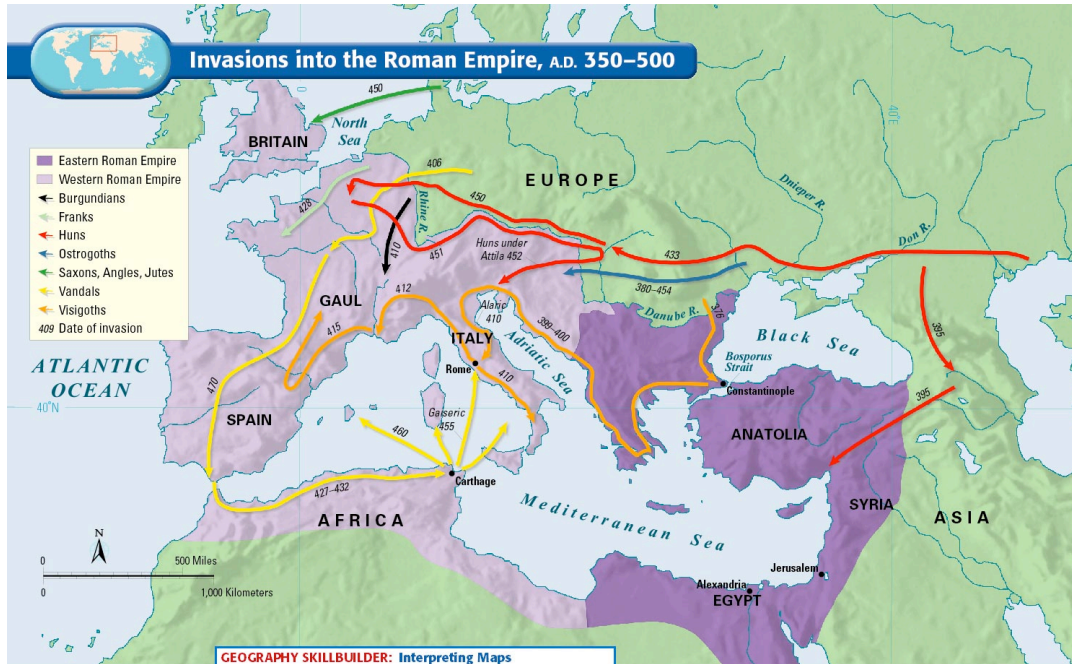 Invasions into the Roman Empire, A.D. 350–500
450
North
Sea
BRITAIN
40°E
Eastern Roman Empire
Western Roman Empire
Burgundians
Franks
Huns
Ostrogoths
Saxons, Angles, Jutes
Vandals
Visigoths
409 Date of invasion
406
EUROPE
Dnieper R.
428
Rhine R.
450
Don R.
410
451
Huns under
Attila 452
433
380–454
GAUL
412
Alaric
410
399–400
Danube R.
376
395
415
ITALY
Adriatic Sea
Black Sea
Bosporus
Strait
ATLANTIC
OCEAN
Rome
410
Constantinople
395
470
40°N
SPAIN
Gaiseric
455
460
ANATOLIA
Carthage
427–432
AFRICA
Mediterranean Sea
SYRIA
ASIA
N
0 500 Miles
0 1,000 Kilometers
Jerusalem
Alexandria
EGYPT
GEOGRAPHY SKILLBUILDER: Interpreting Maps